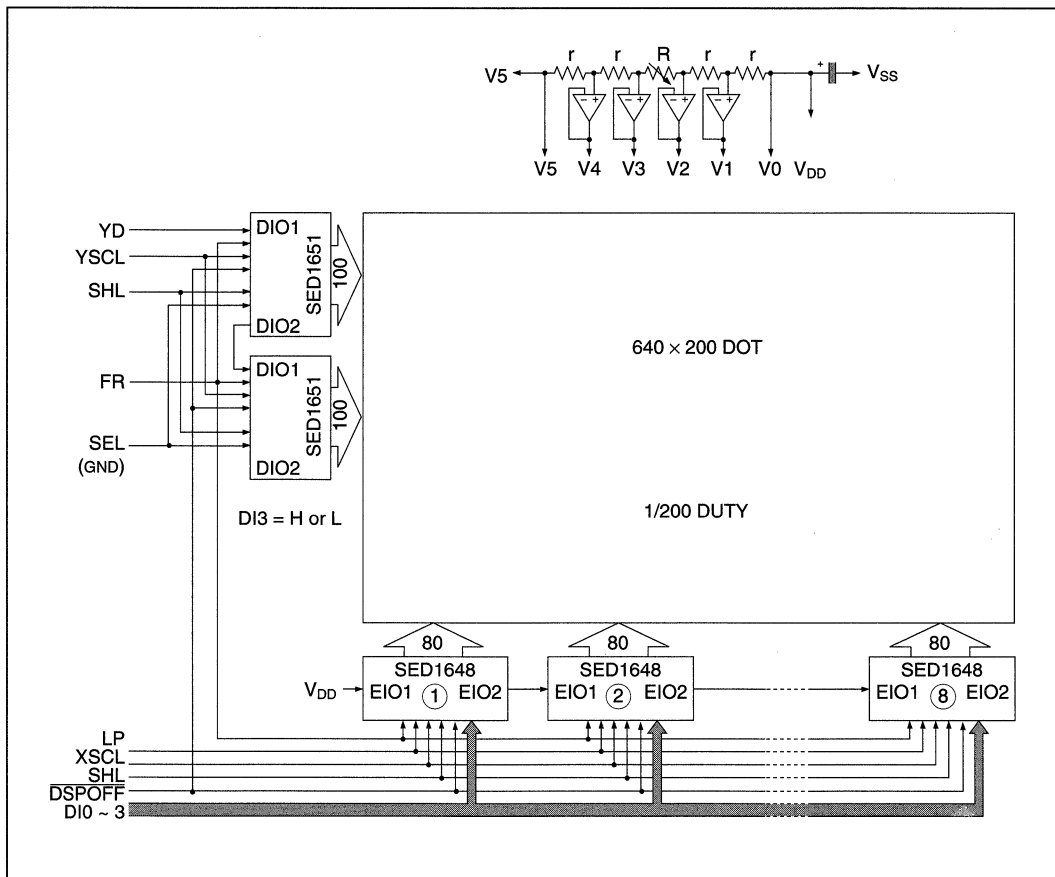 r r R r r
V5
+
VSS
- + - + - + - +
V5 V4 V3 V2 V1 V0 VDD
YD
YSCL
SHL
FR
SEL
(GND)
DIO1
SED1651
100
DIO2
DIO1
SED1651
100
DIO2
DI3 = H or L
640 × 200 DOT
1/200 DUTY
80 80 80
SED1648 SED1648 SED1648
VDD EIO1 1 EIO2 EIO1 2 EIO2 EIO1 8 EIO2
LP
XSCL
SHL
DSPOFF
DI0 ~ 3